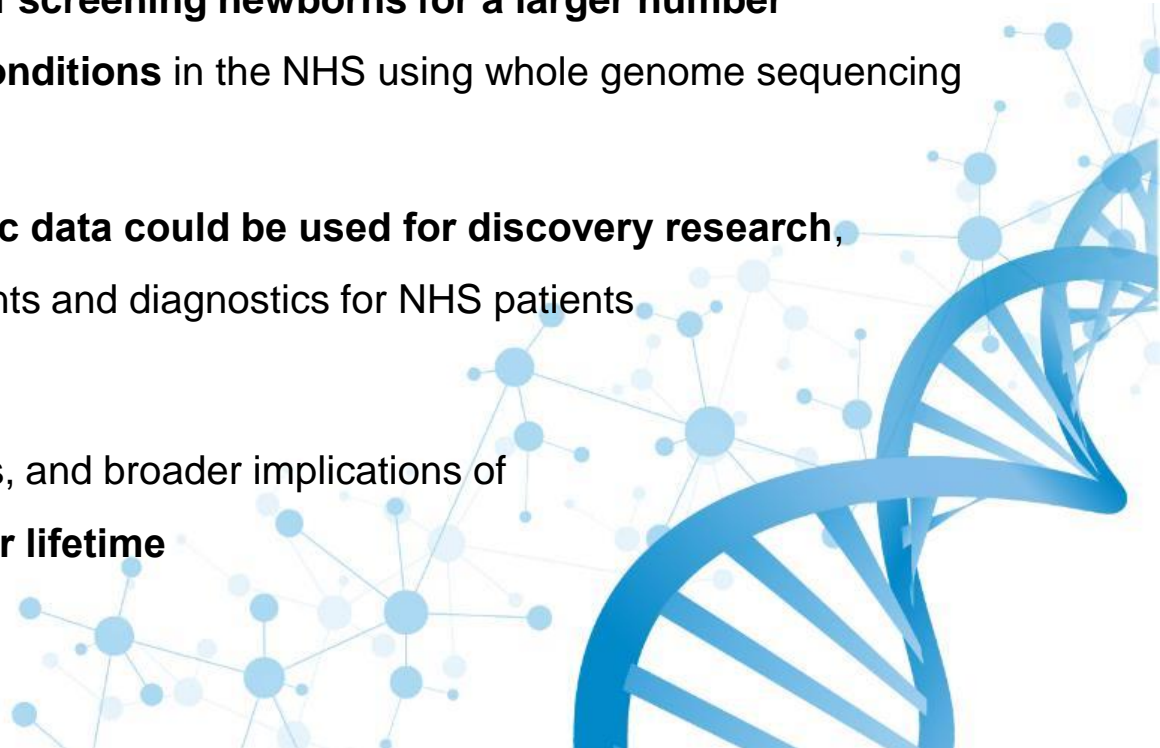 screening newborns for a larger number
onditions in the NHS using whole genome sequencing
c data could be used for discovery research,
nts and diagnostics for NHS patients
s, and broader implications of
r lifetime